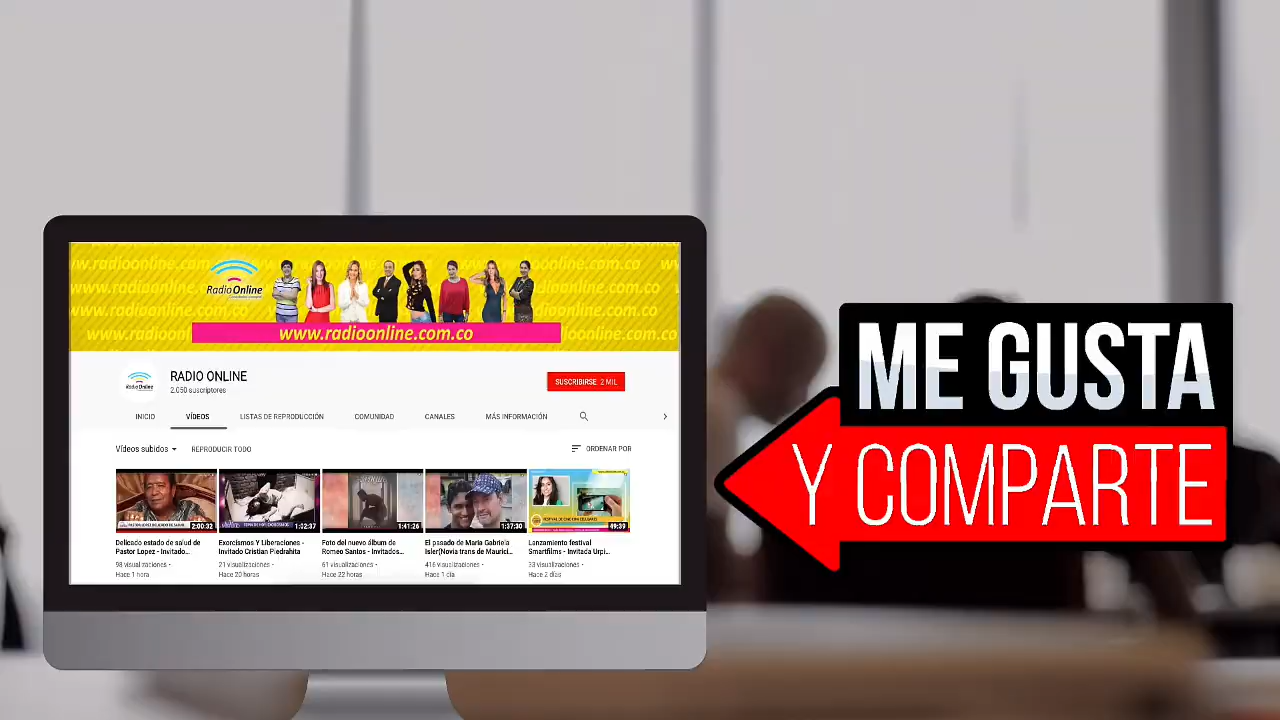 www.radioonline.com.co
RadioOnline
www.radioonline.com.co
RADIO ONLINE
2.050 suscriptores
SUSCRIBIRSE 2 MIL
INICIO VÍDEOS LISTAS DE REPRODUCCIÓN COMUNIDAD CANALES MÁS INFORMACIÓN
Vídeos subidos REPRODUCIR TODO ORDENAR POR
2:00:32 1:02:37 1:41:26 1:37:30 49:39
Delicado estado de salud de
Pastor Lopez - Invitado...
98 visualizaciones •
Hace 1 hora
Exorcismos Y Liberaciones -
Invitado Cristian Piedrahita
21 visualizaciones •
Hace 20 horas
Foto del nuevo álbum de
Romeo Santos - Invitados...
61 visualizaciones •
Hace 22 horas
El pasado de Maria Gabriela
Isler(Novia trans de Maurici...
416 visualizaciones •
Hace 1 día
Lanzamiento festival
Smartfilms - Invitada Urpi...
33 visualizaciones •
Hace 2 días
ME GUSTA
Y COMPARTE